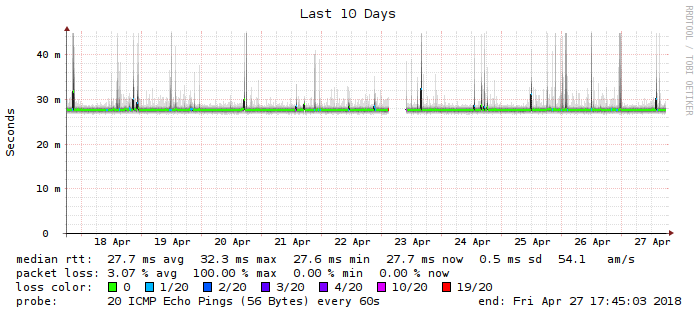 Last 10 Days
RRDTOOL / TOBI OETIKER
Seconds
40 m
30 m
20 m
10 m
0
18 Apr 19 Apr 20 Apr 21 Apr 22 Apr 23 Apr 24 Apr 25 Apr 26 Apr 27 Apr
median rtt: 27.7 ms avg 32.3 ms max 27.6 ms min 27.7 ms now 0.5 ms sd 54.1 am/s
packet loss: 3.07 % avg 100.00 % max 0.00 % min 0.00 % now
loss color: 0 1/20 2/20 3/20 4/20 10/20 19/20
probe: 20 ICMP Echo Pings (56 Bytes) every 60s end: Fri Apr 27 17:45:03 2018